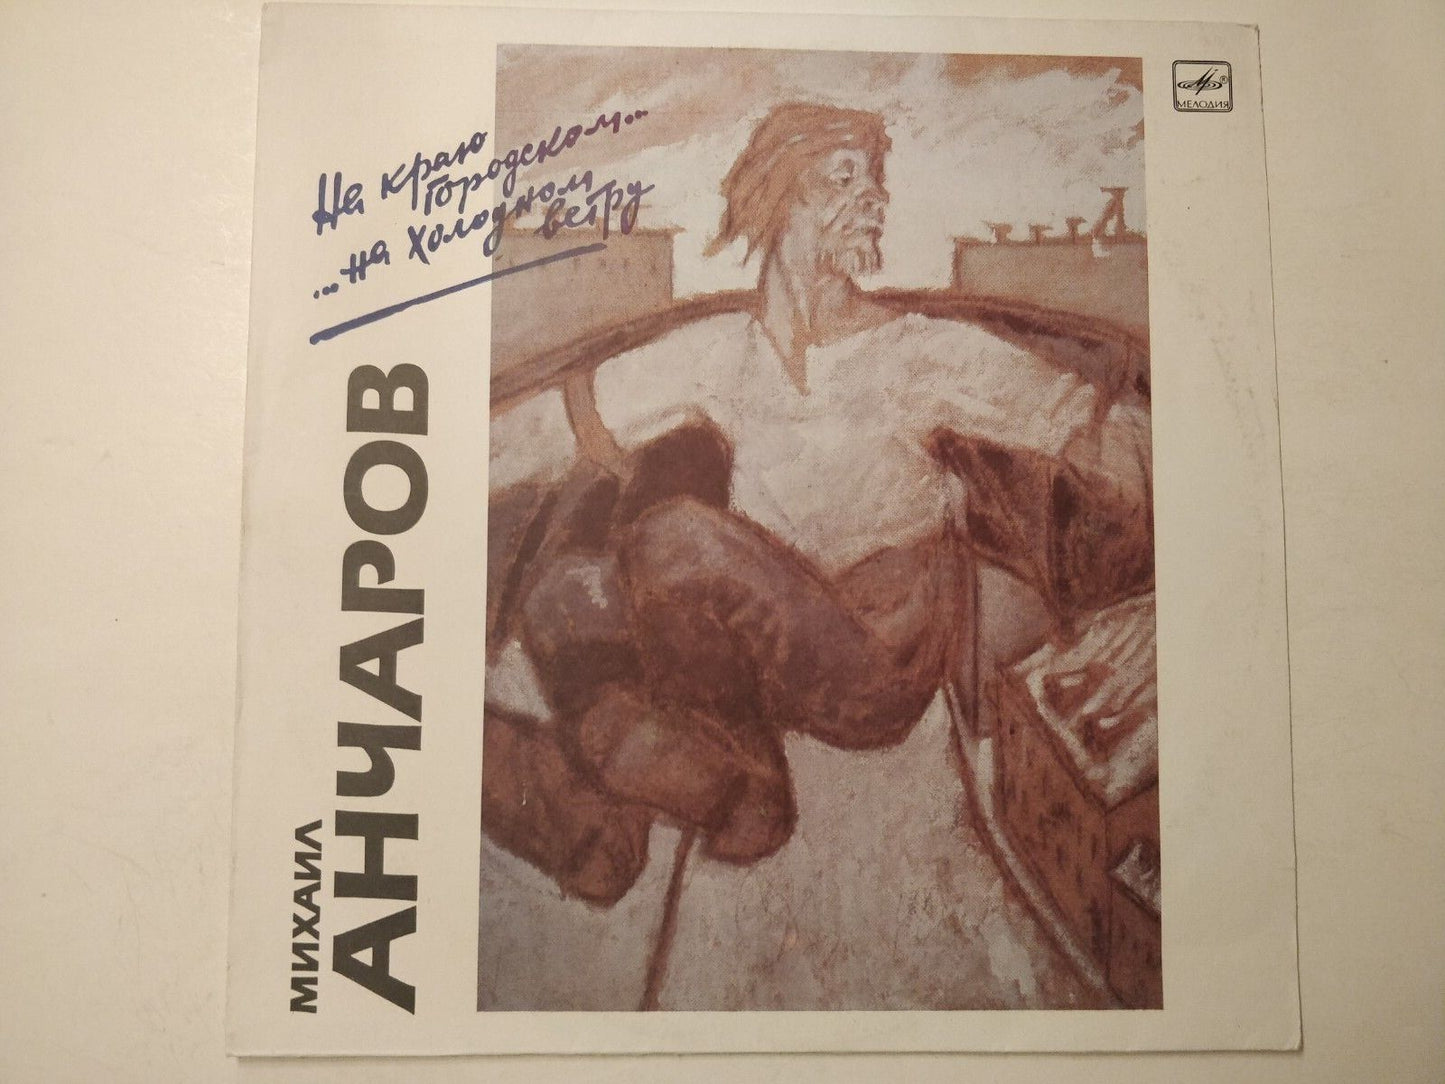 На краю
городском...
...на холодном
ветру
МИХАИЛ
АНЧАРОВ
МЕЛОДИЯ
®